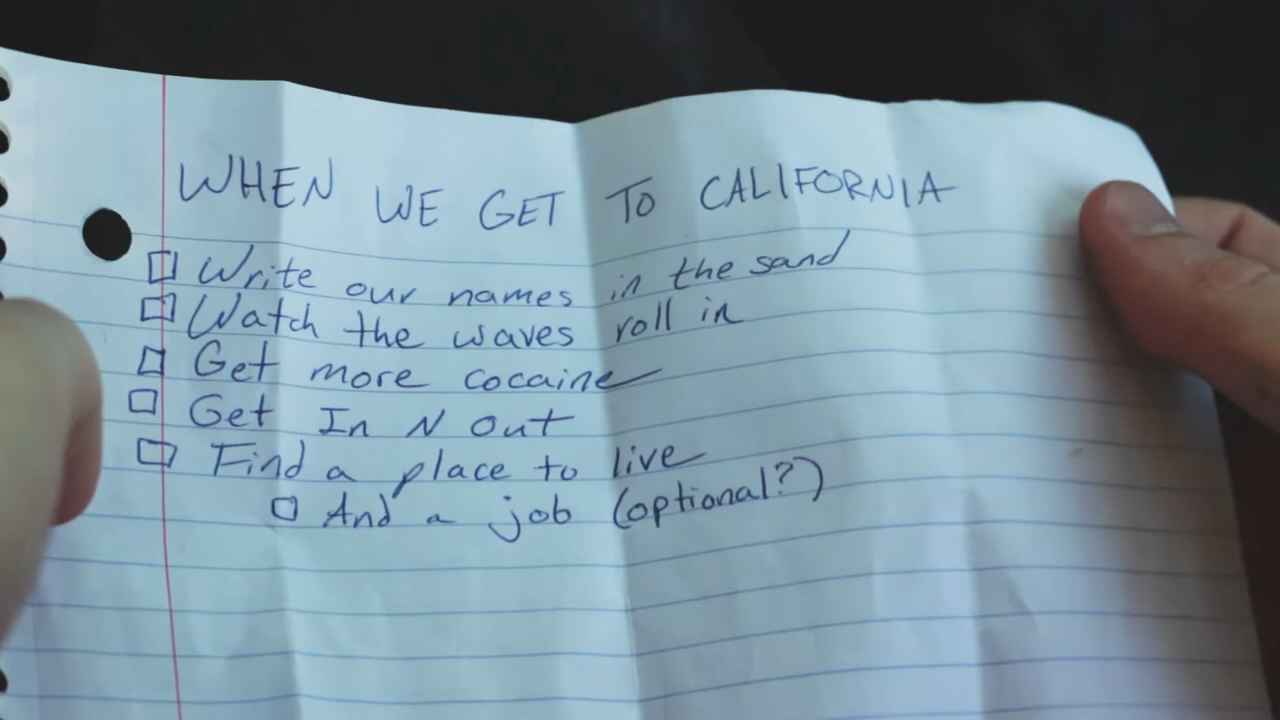 WHEN WE GET TO CALIFORNIA
Write our names in the sand
Watch the waves roll in
Get more cocaine
Get In N Out
Find a place to live
And a job (optional?)